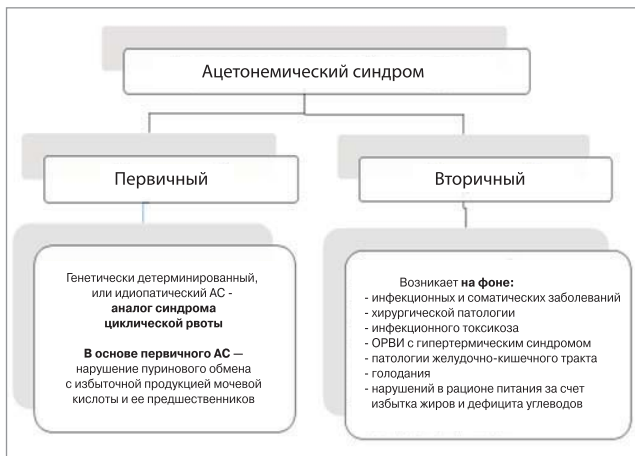 Ацетонемический синдром
Первичный
Вторичный
Генетически детерминированный,
или идиопатический АС -
аналог синдрома
циклической рвоты
В основе первичного АС —
нарушение пуринового обмена
с избыточной продукцией мочевой
кислоты и ее предшественников
Возникает на фоне:
- инфекционных и соматических заболеваний
- хирургической патологии
- инфекционного токсикоза
- ОРВИ с гипертермическим синдромом
- патологии желудочно-кишечного тракта
- голодания
- нарушений в рационе питания за счет
избытка жиров и дефицита углеводов